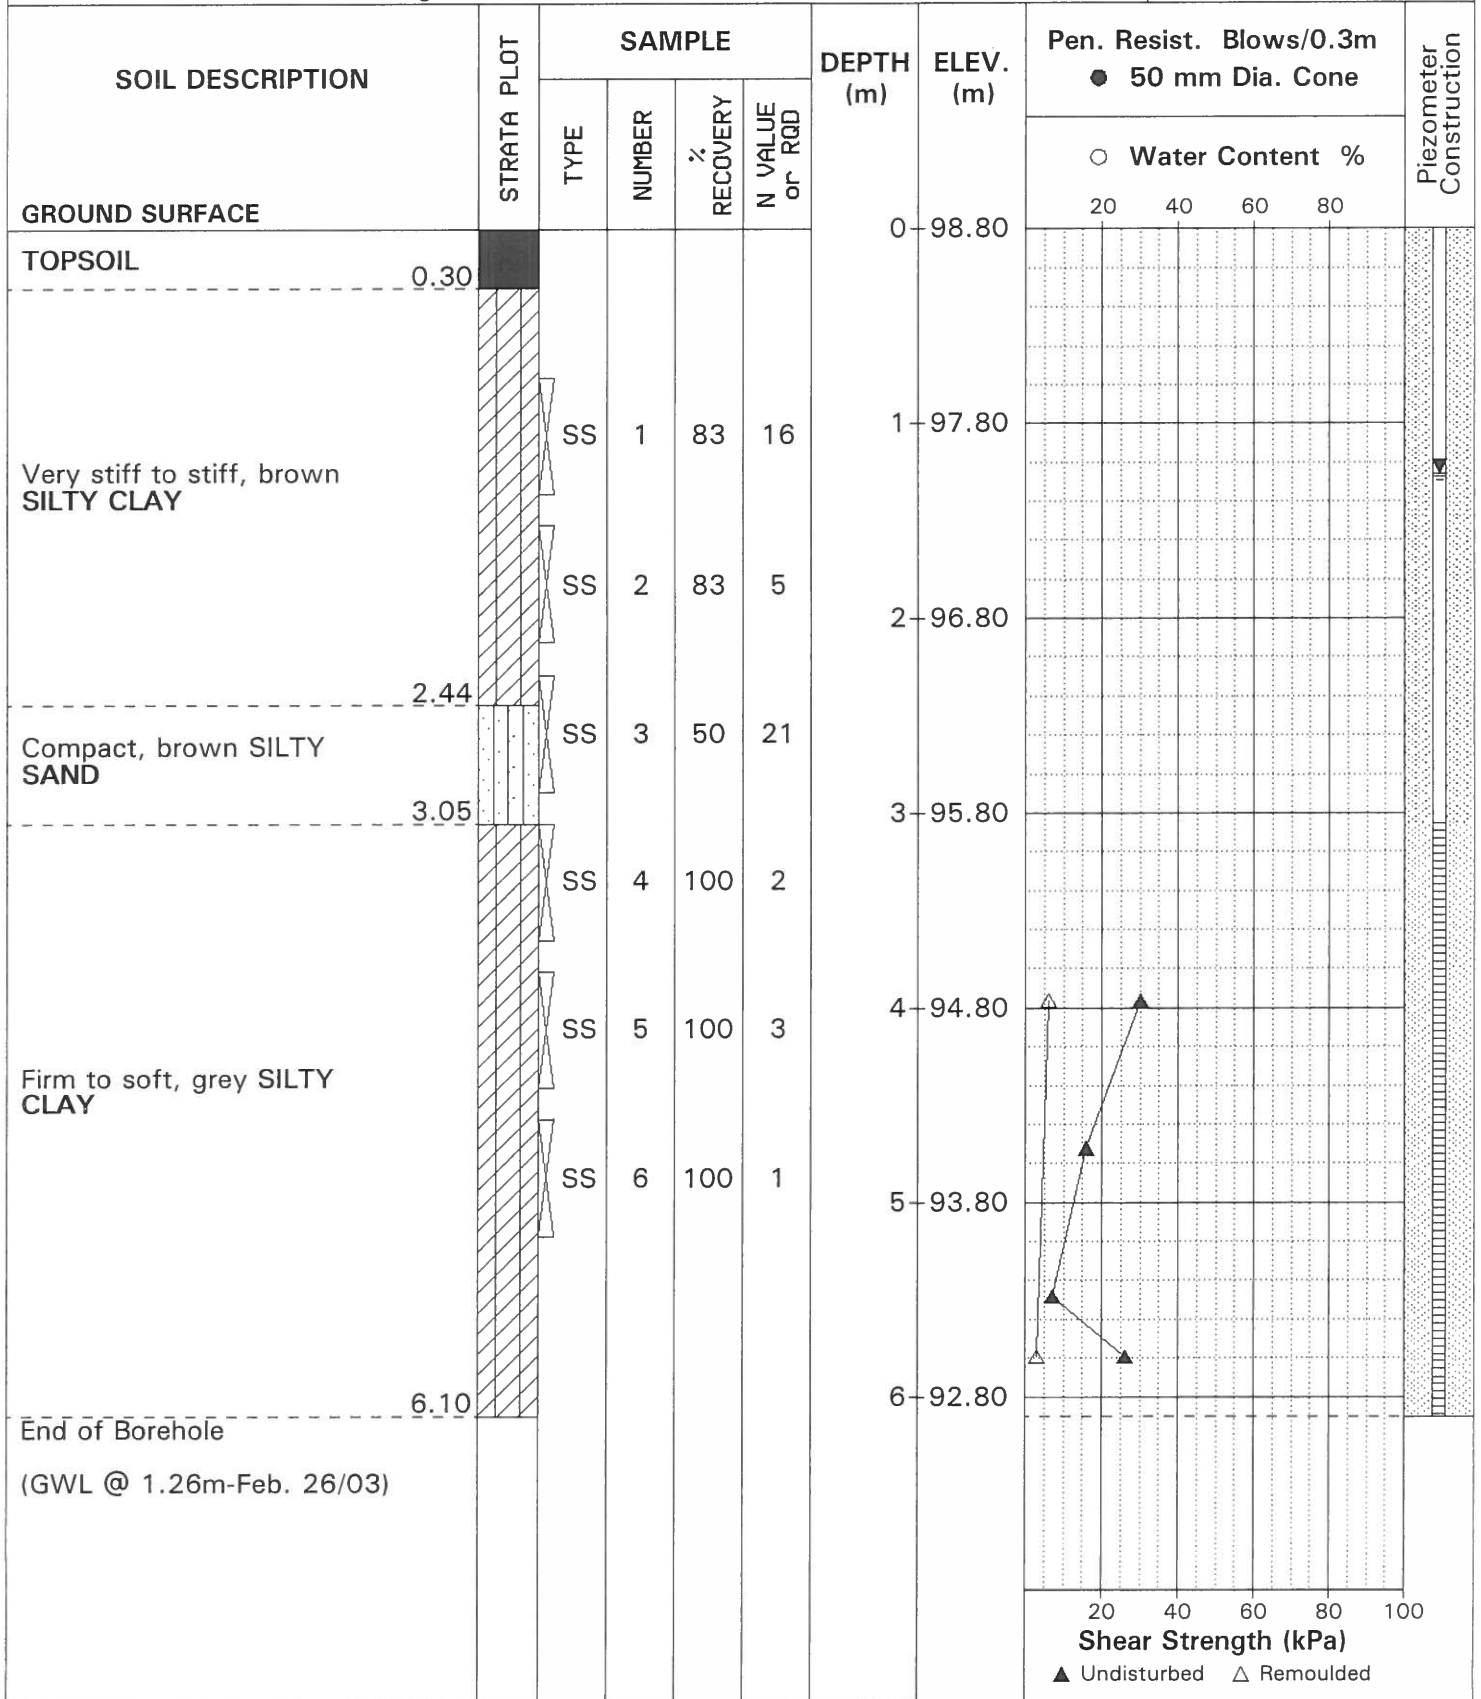 SOIL DESCRIPTION
GROUND SURFACE
STRATA PLOT
SAMPLE
TYPE
NUMBER
%
RECOVERY
N VALUE
or RQD
DEPTH
(m)
ELEV.
(m)
Pen. Resist. Blows/0.3m
● 50 mm Dia. Cone
○ Water Content %
20 40 60 80
Piezometer
Construction
0 98.80
TOPSOIL
0.30
SS 1 83 16
1 97.80
Very stiff to stiff, brown
SILTY CLAY
SS 2 83 5
2 96.80
2.44
SS 3 50 21
Compact, brown SILTY
SAND
3.05
3 95.80
SS 4 100 2
4 94.80
SS 5 100 3
Firm to soft, grey SILTY
CLAY
SS 6 100 1
5 93.80
6 92.80
6.10
End of Borehole
(GWL @ 1.26m-Feb. 26/03)
20 40 60 80 100
Shear Strength (kPa)
▲ Undisturbed △ Remoulded